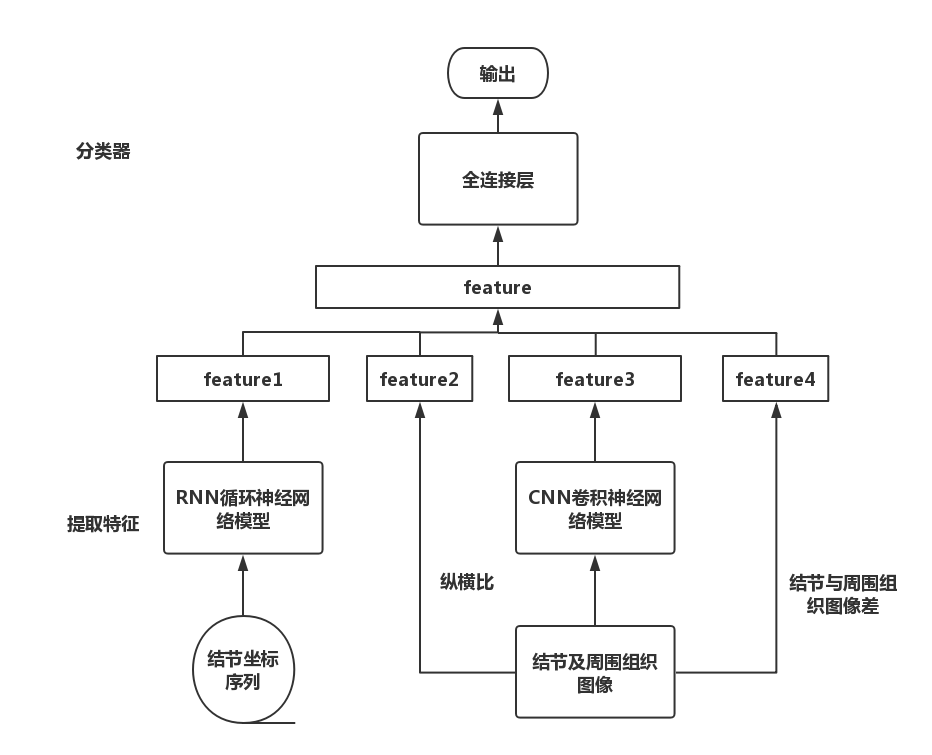 输出
分类器
全连接层
feature
feature1
feature2
feature3
feature4
RNN循环神经网
络模型
CNN卷积神经网
络模型
提取特征
纵横比
结节与周围组
织图像差
结节坐标
序列
结节及周围组织
图像